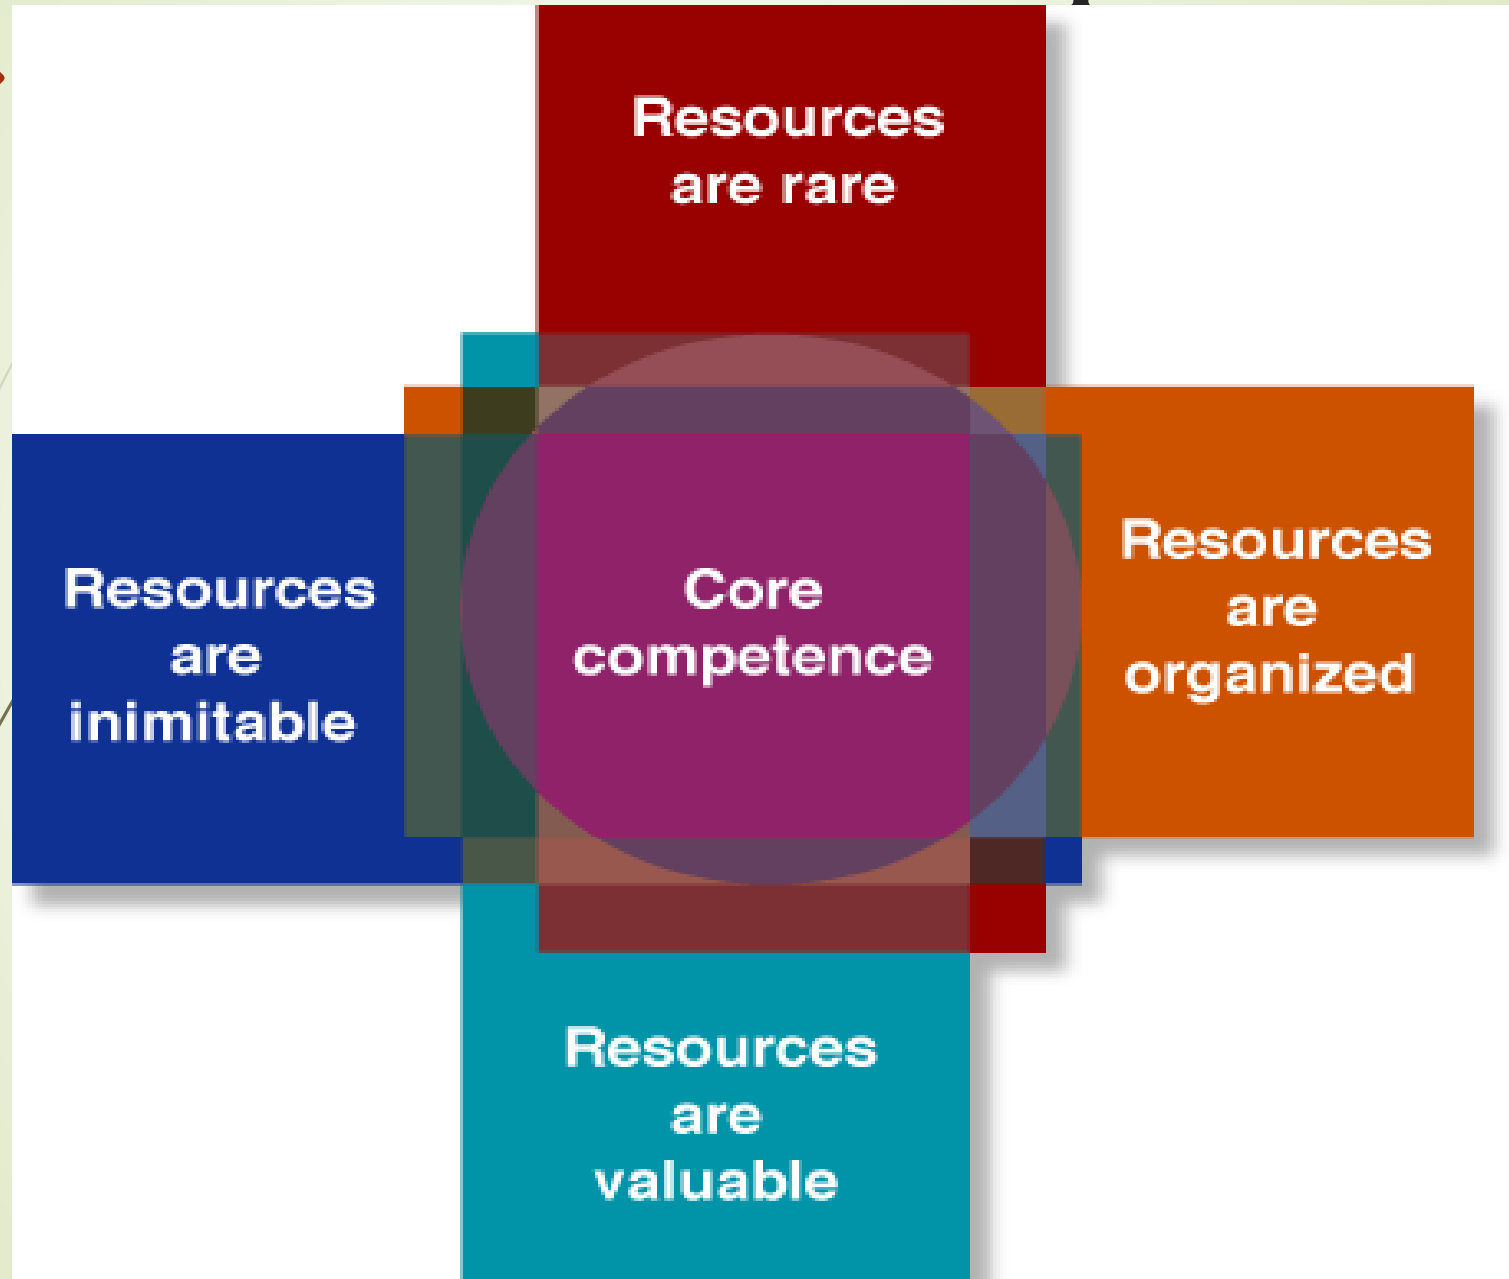 Resources
are rare
Resources
are
inimitable
Core
competence
Resources
are
organized
Resources
are
valuable